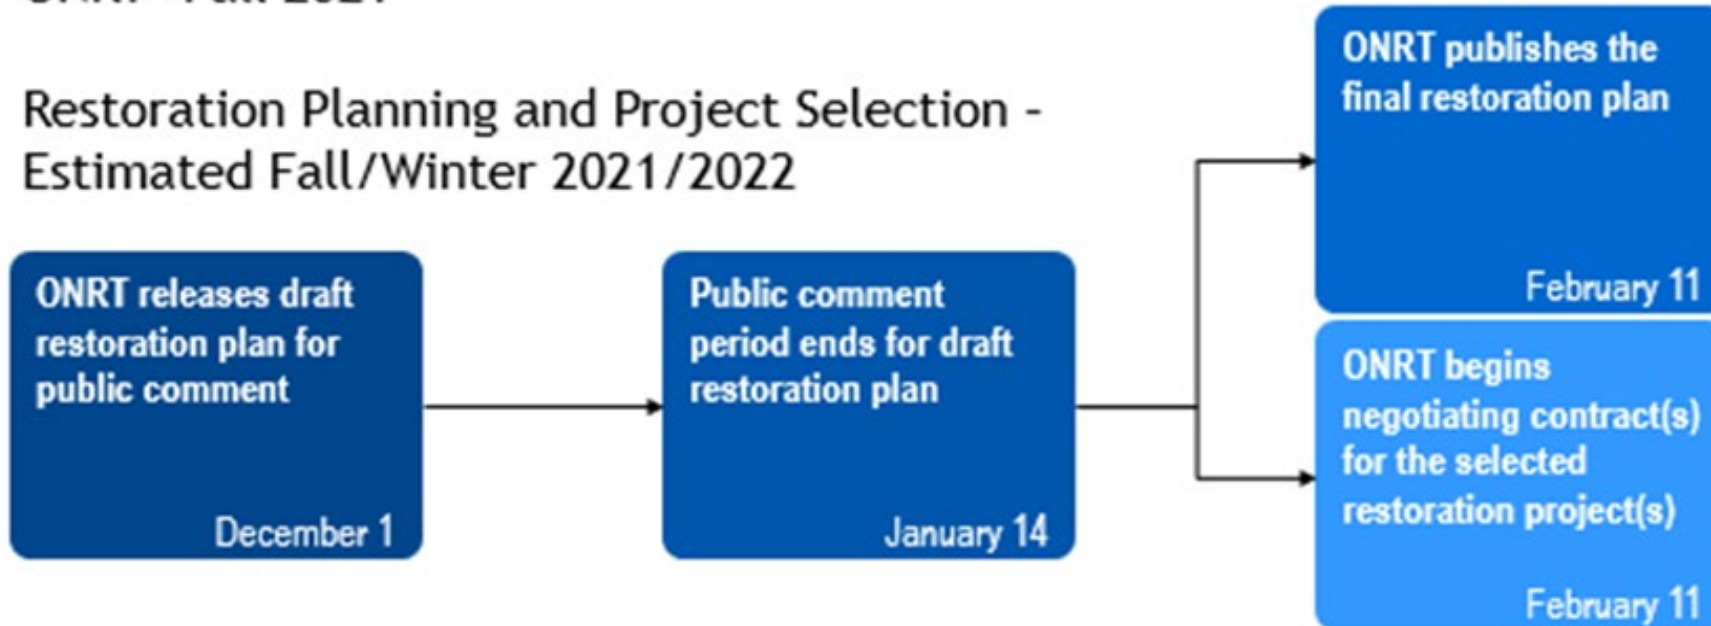 Restoration Planning and Project Selection -
Estimated Fall/Winter 2021/2022
ONRT releases draft
restoration plan for
public comment
December 1
Public comment
period ends for draft
restoration plan
January 14
ONRT publishes the
final restoration plan
February 11
ONRT begins
negotiating contract(s)
for the selected
restoration project(s)
February 11